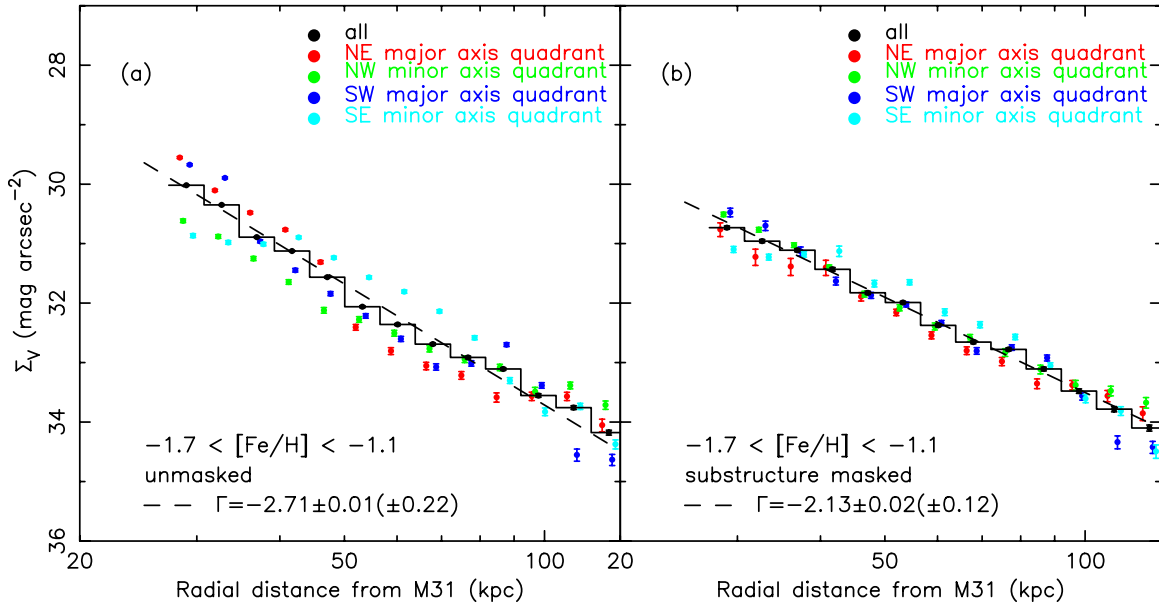 all
NE major axis quadrant
NW minor axis quadrant
SW major axis quadrant
SE minor axis quadrant
(a)
28
30
32
34
36
Σ_V (mag arcsec⁻²)
−1.7 < [Fe/H] < −1.1
unmasked
Γ=−2.71±0.01(±0.22)
20
50
100
Radial distance from M31 (kpc)
all
NE major axis quadrant
NW minor axis quadrant
SW major axis quadrant
SE minor axis quadrant
(b)
−1.7 < [Fe/H] < −1.1
substructure masked
Γ=−2.13±0.02(±0.12)
20
50
100
Radial distance from M31 (kpc)